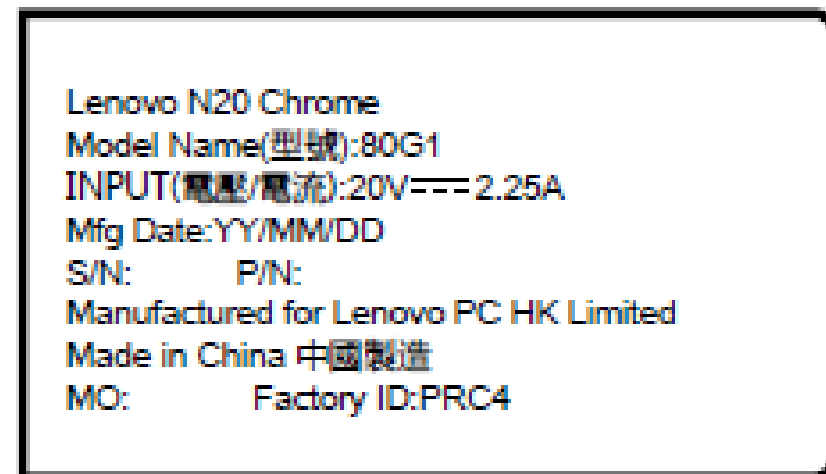 Lenovo N20 Chrome
Model Name(型號):80G1
INPUT(電壓/電流):20V⎓2.25A
Mfg Date:YY/MM/DD
S/N: P/N:
Manufactured for Lenovo PC HK Limited
Made in China 中國製造
MO: Factory ID:PRC4